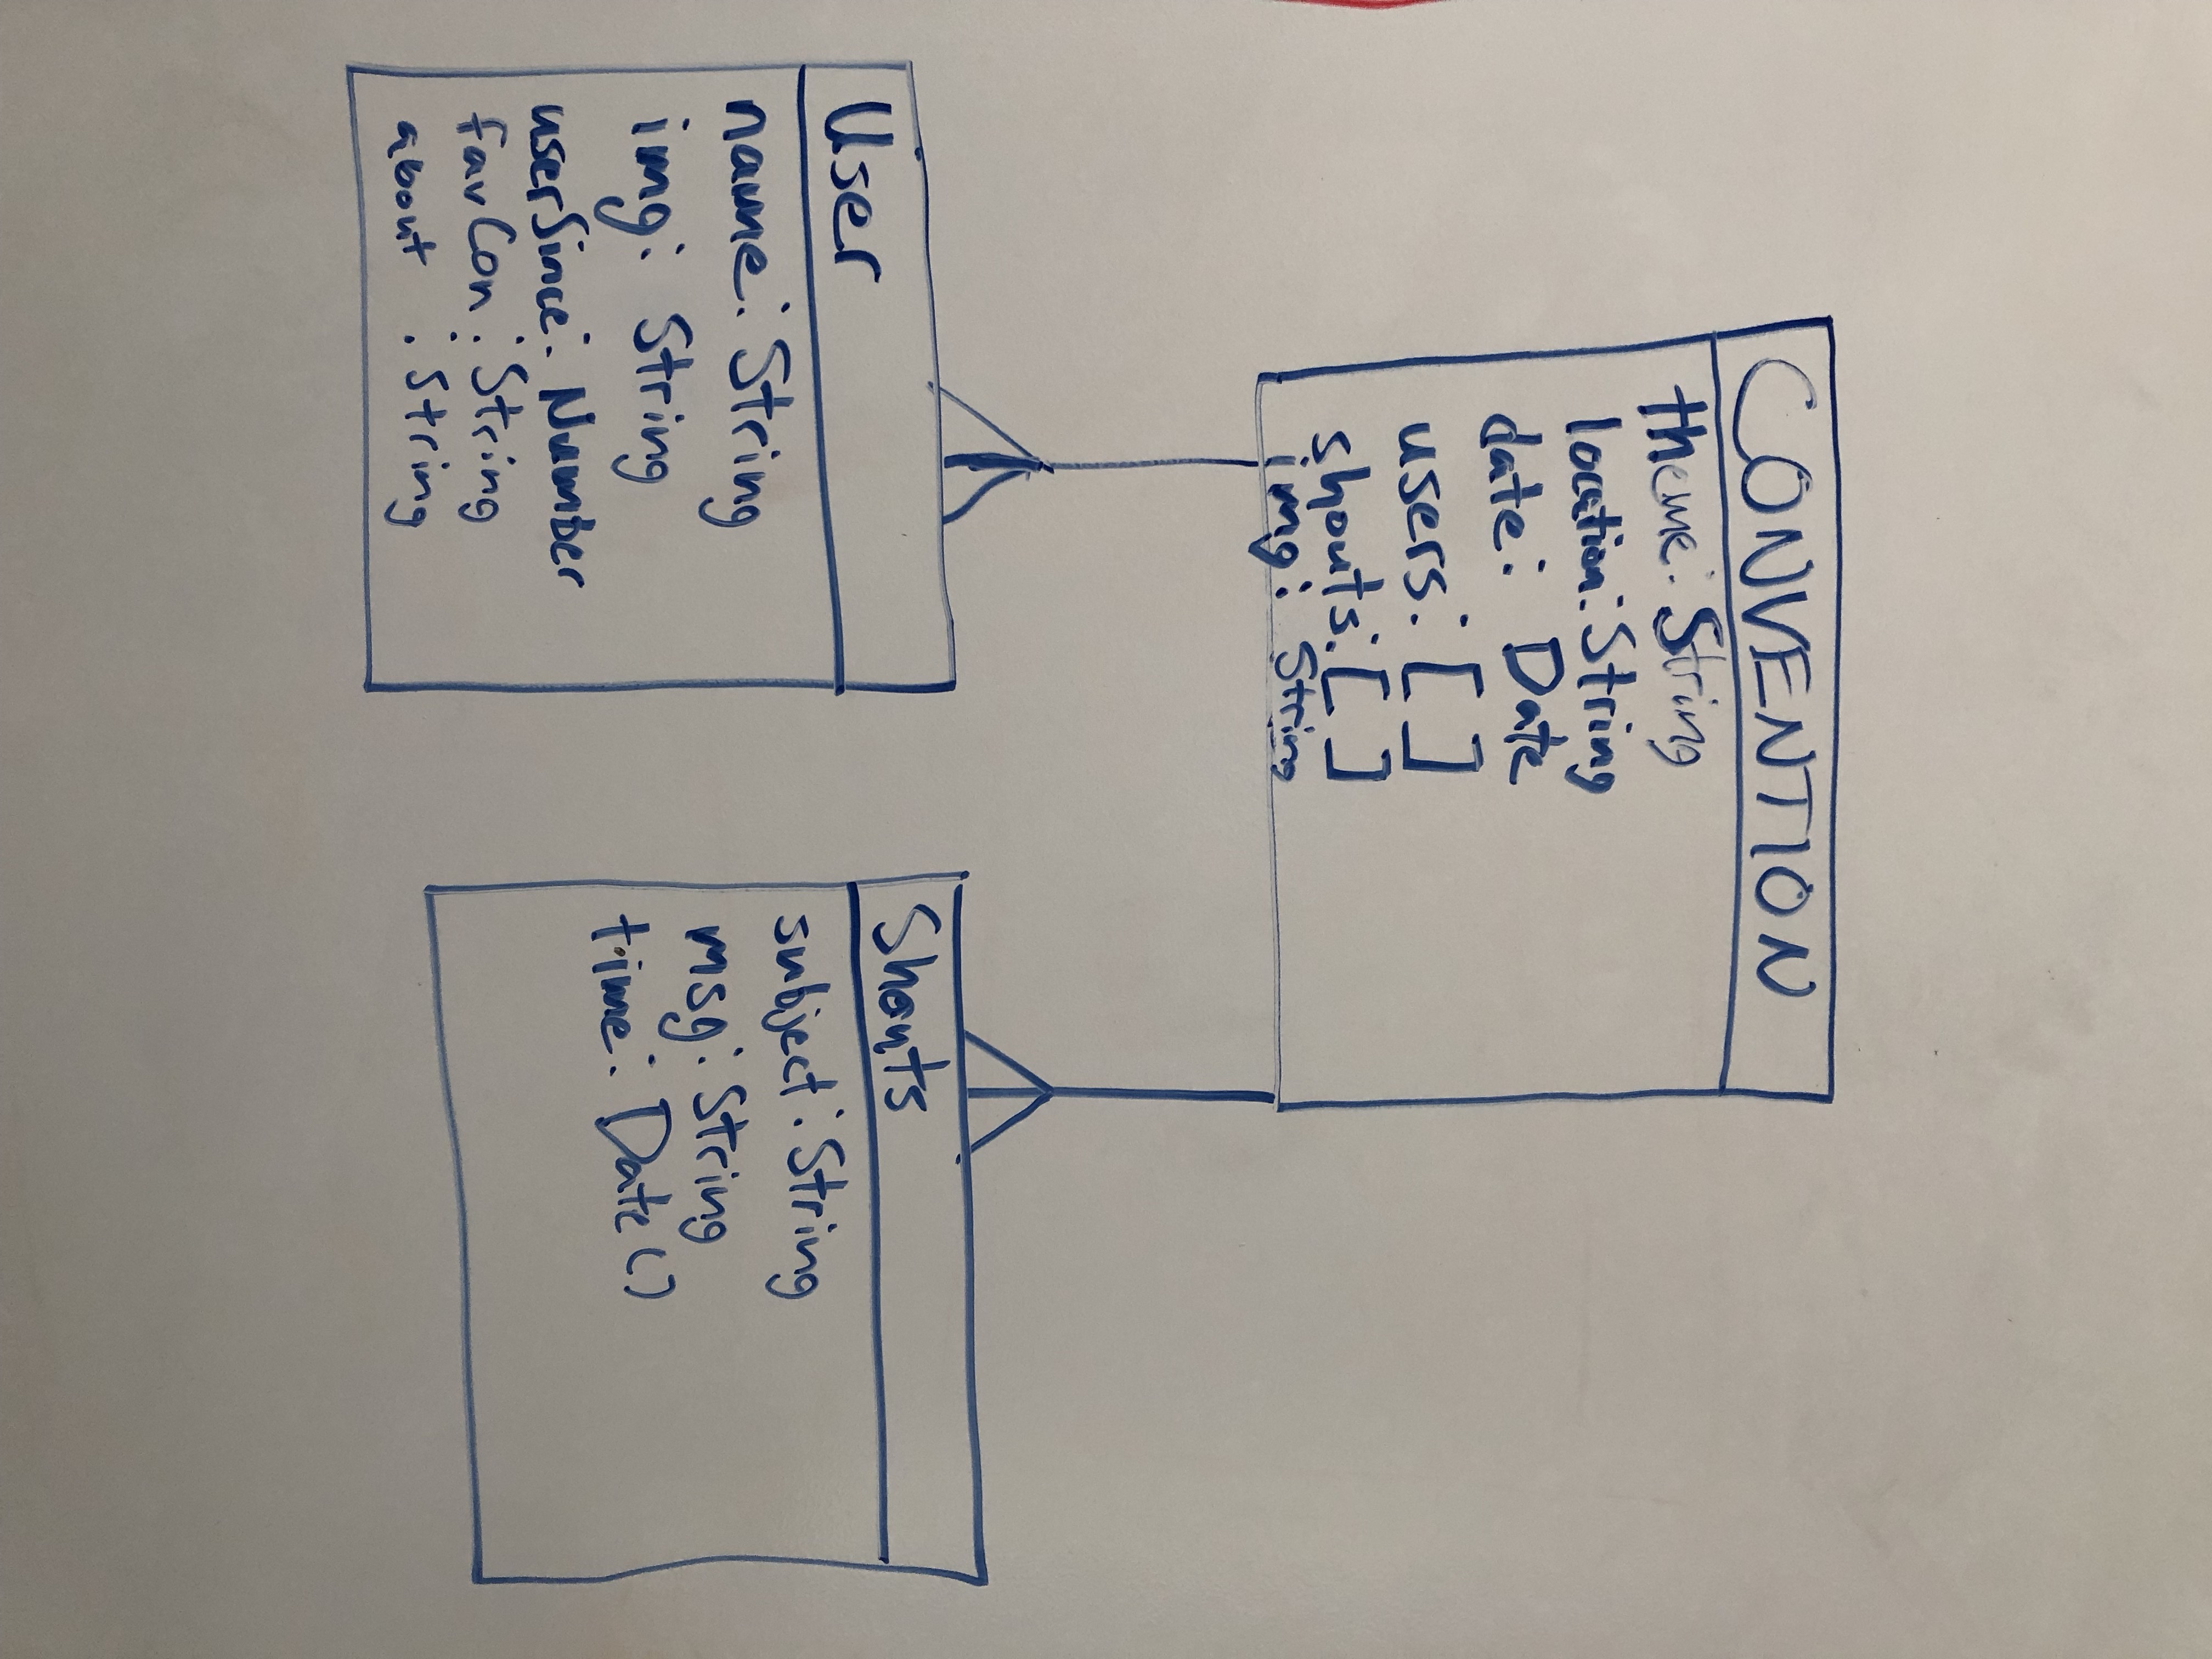 CONVENTION
theme: String
location: String
date: Date
users: [ ]
shouts: [ ]
img: String
User
name: String
img: String
userSince: Number
favCon: String
about : String
Shouts
subject: String
msg: String
time: Date()